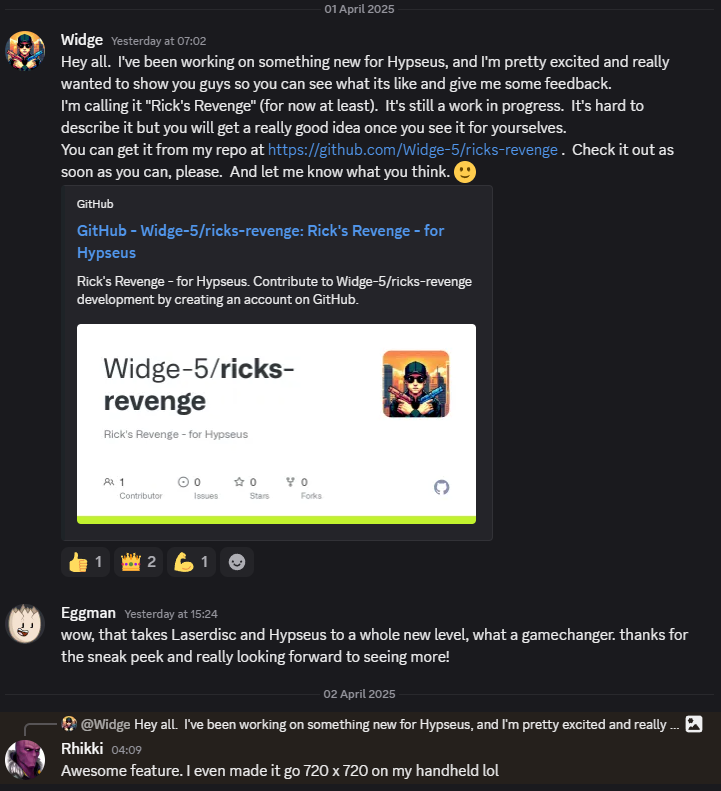 01 April 2025
Widge Yesterday at 07:02
Hey all. I've been working on something new for Hypseus, and I'm pretty excited and really
wanted to show you guys so you can see what its like and give me some feedback.
I'm calling it "Rick's Revenge" (for now at least). It's still a work in progress. It's hard to
describe it but you will get a really good idea once you see it for yourselves.
You can get it from my repo at https://github.com/Widge-5/ricks-revenge . Check it out as
soon as you can, please. And let me know what you think. 🙂
GitHub
GitHub - Widge-5/ricks-revenge: Rick's Revenge - for
Hypseus
Rick's Revenge - for Hypseus. Contribute to Widge-5/ricks-revenge
development by creating an account on GitHub.
Widge-5/ricks-
revenge
Rick's Revenge - for Hypseus
1 0 0 0
Contributor Issues Stars Forks
1 2 1
Eggman Yesterday at 15:24
wow, that takes Laserdisc and Hypseus to a whole new level, what a gamechanger. thanks for
the sneak peek and really looking forward to seeing more!
02 April 2025
@Widge Hey all. I've been working on something new for Hypseus, and I'm pretty excited and really ...
Rhikki 04:09
Awesome feature. I even made it go 720 x 720 on my handheld lol